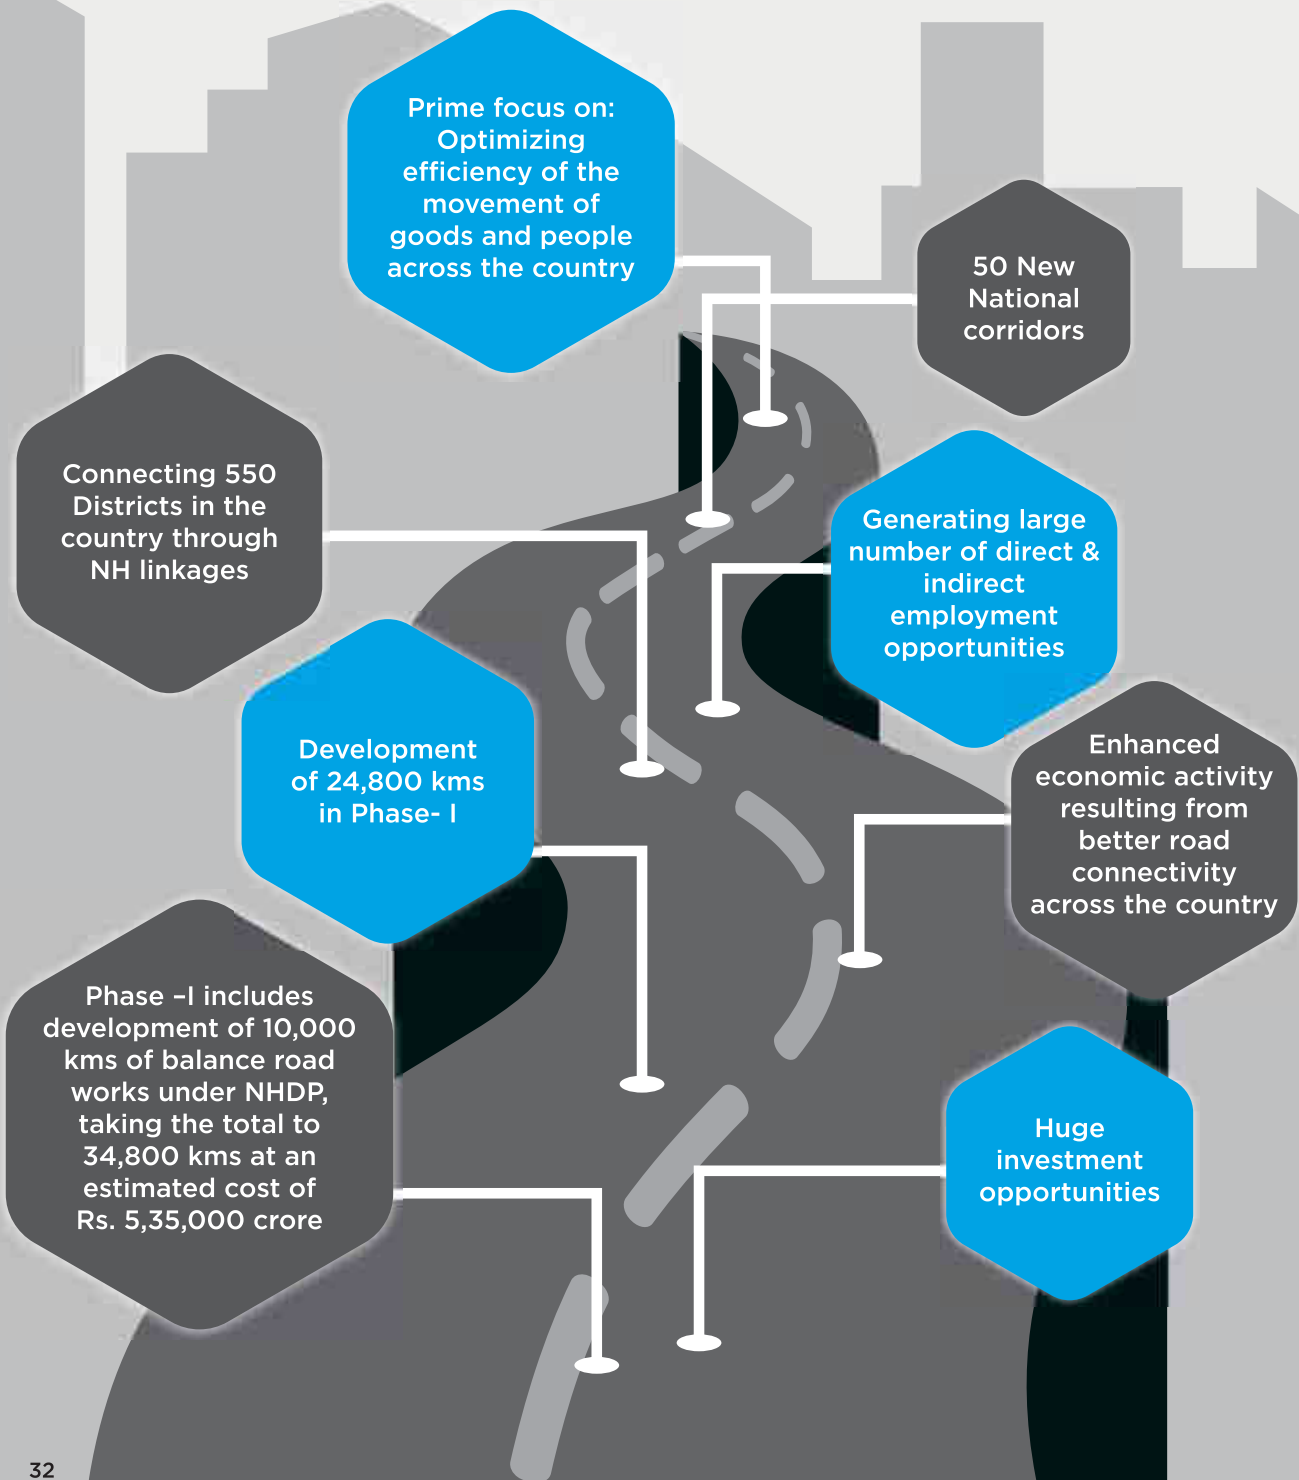 Prime focus on:
Optimizing
efficiency of the
movement of
goods and people
across the country
50 New
National
corridors
Connecting 550
Districts in the
country through
NH linkages
Generating large
number of direct &
indirect
employment
opportunities
Development
of 24,800 kms
in Phase- I
Enhanced
economic activity
resulting from
better road
connectivity
across the country
Phase –I includes
development of 10,000
kms of balance road
works under NHDP,
taking the total to
34,800 kms at an
estimated cost of
Rs. 5,35,000 crore
Huge
investment
opportunities
32